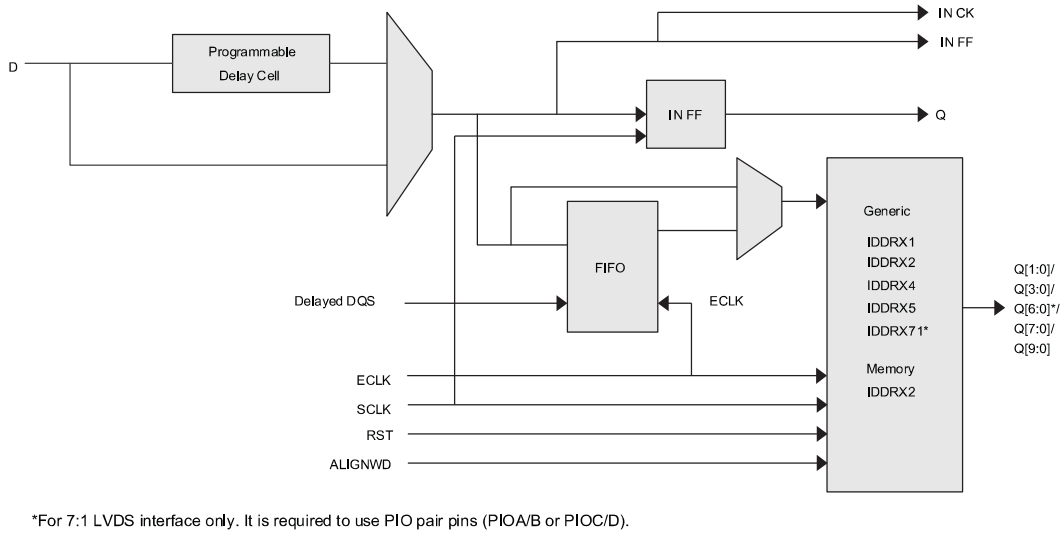 IN CK
IN FF
Programmable
Delay Cell
D
IN FF
Q
Generic
IDDRX1
IDDRX2
IDDRX4
IDDRX5
IDDRX71*
Memory
IDDRX2
FIFO
Q[1:0]/
Q[3:0]/
Q[6:0]*/
Q[7:0]/
Q[9:0]
Delayed DQS
ECLK
ECLK
SCLK
RST
ALIGNWD
*For 7:1 LVDS interface only. It is required to use PIO pair pins (PIOA/B or PIOC/D).